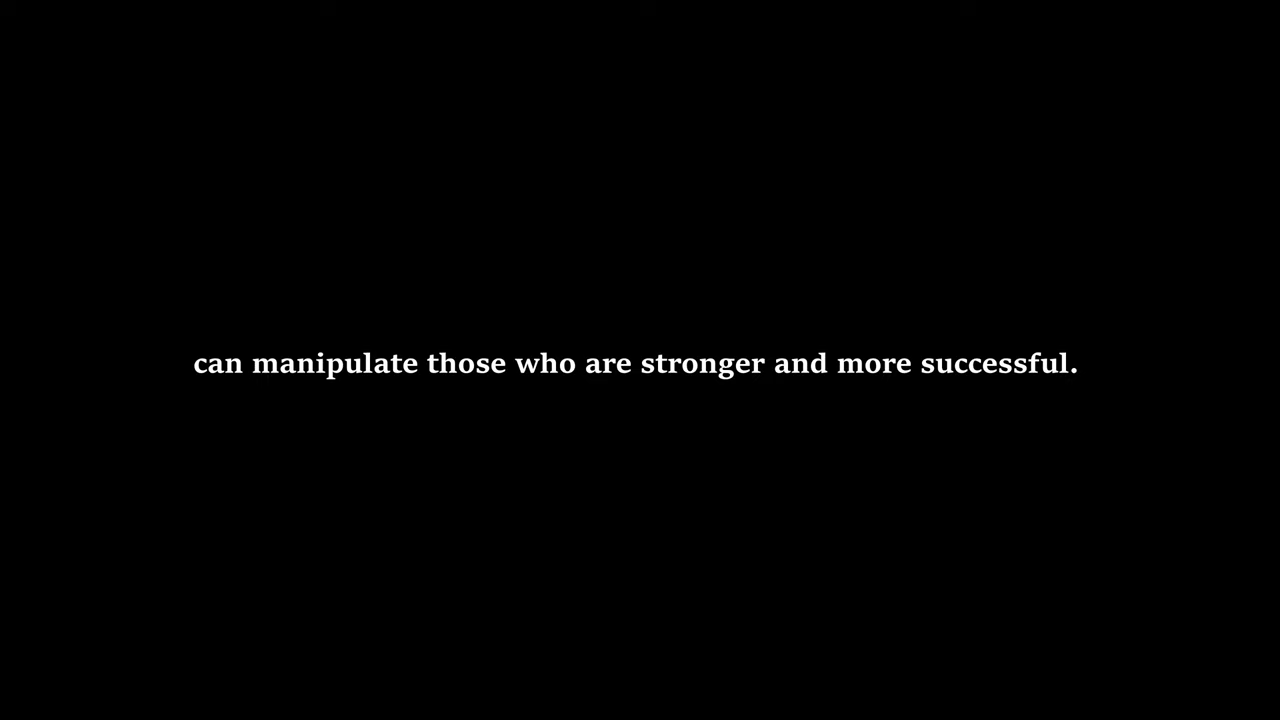 can manipulate those who are stronger and more successful.